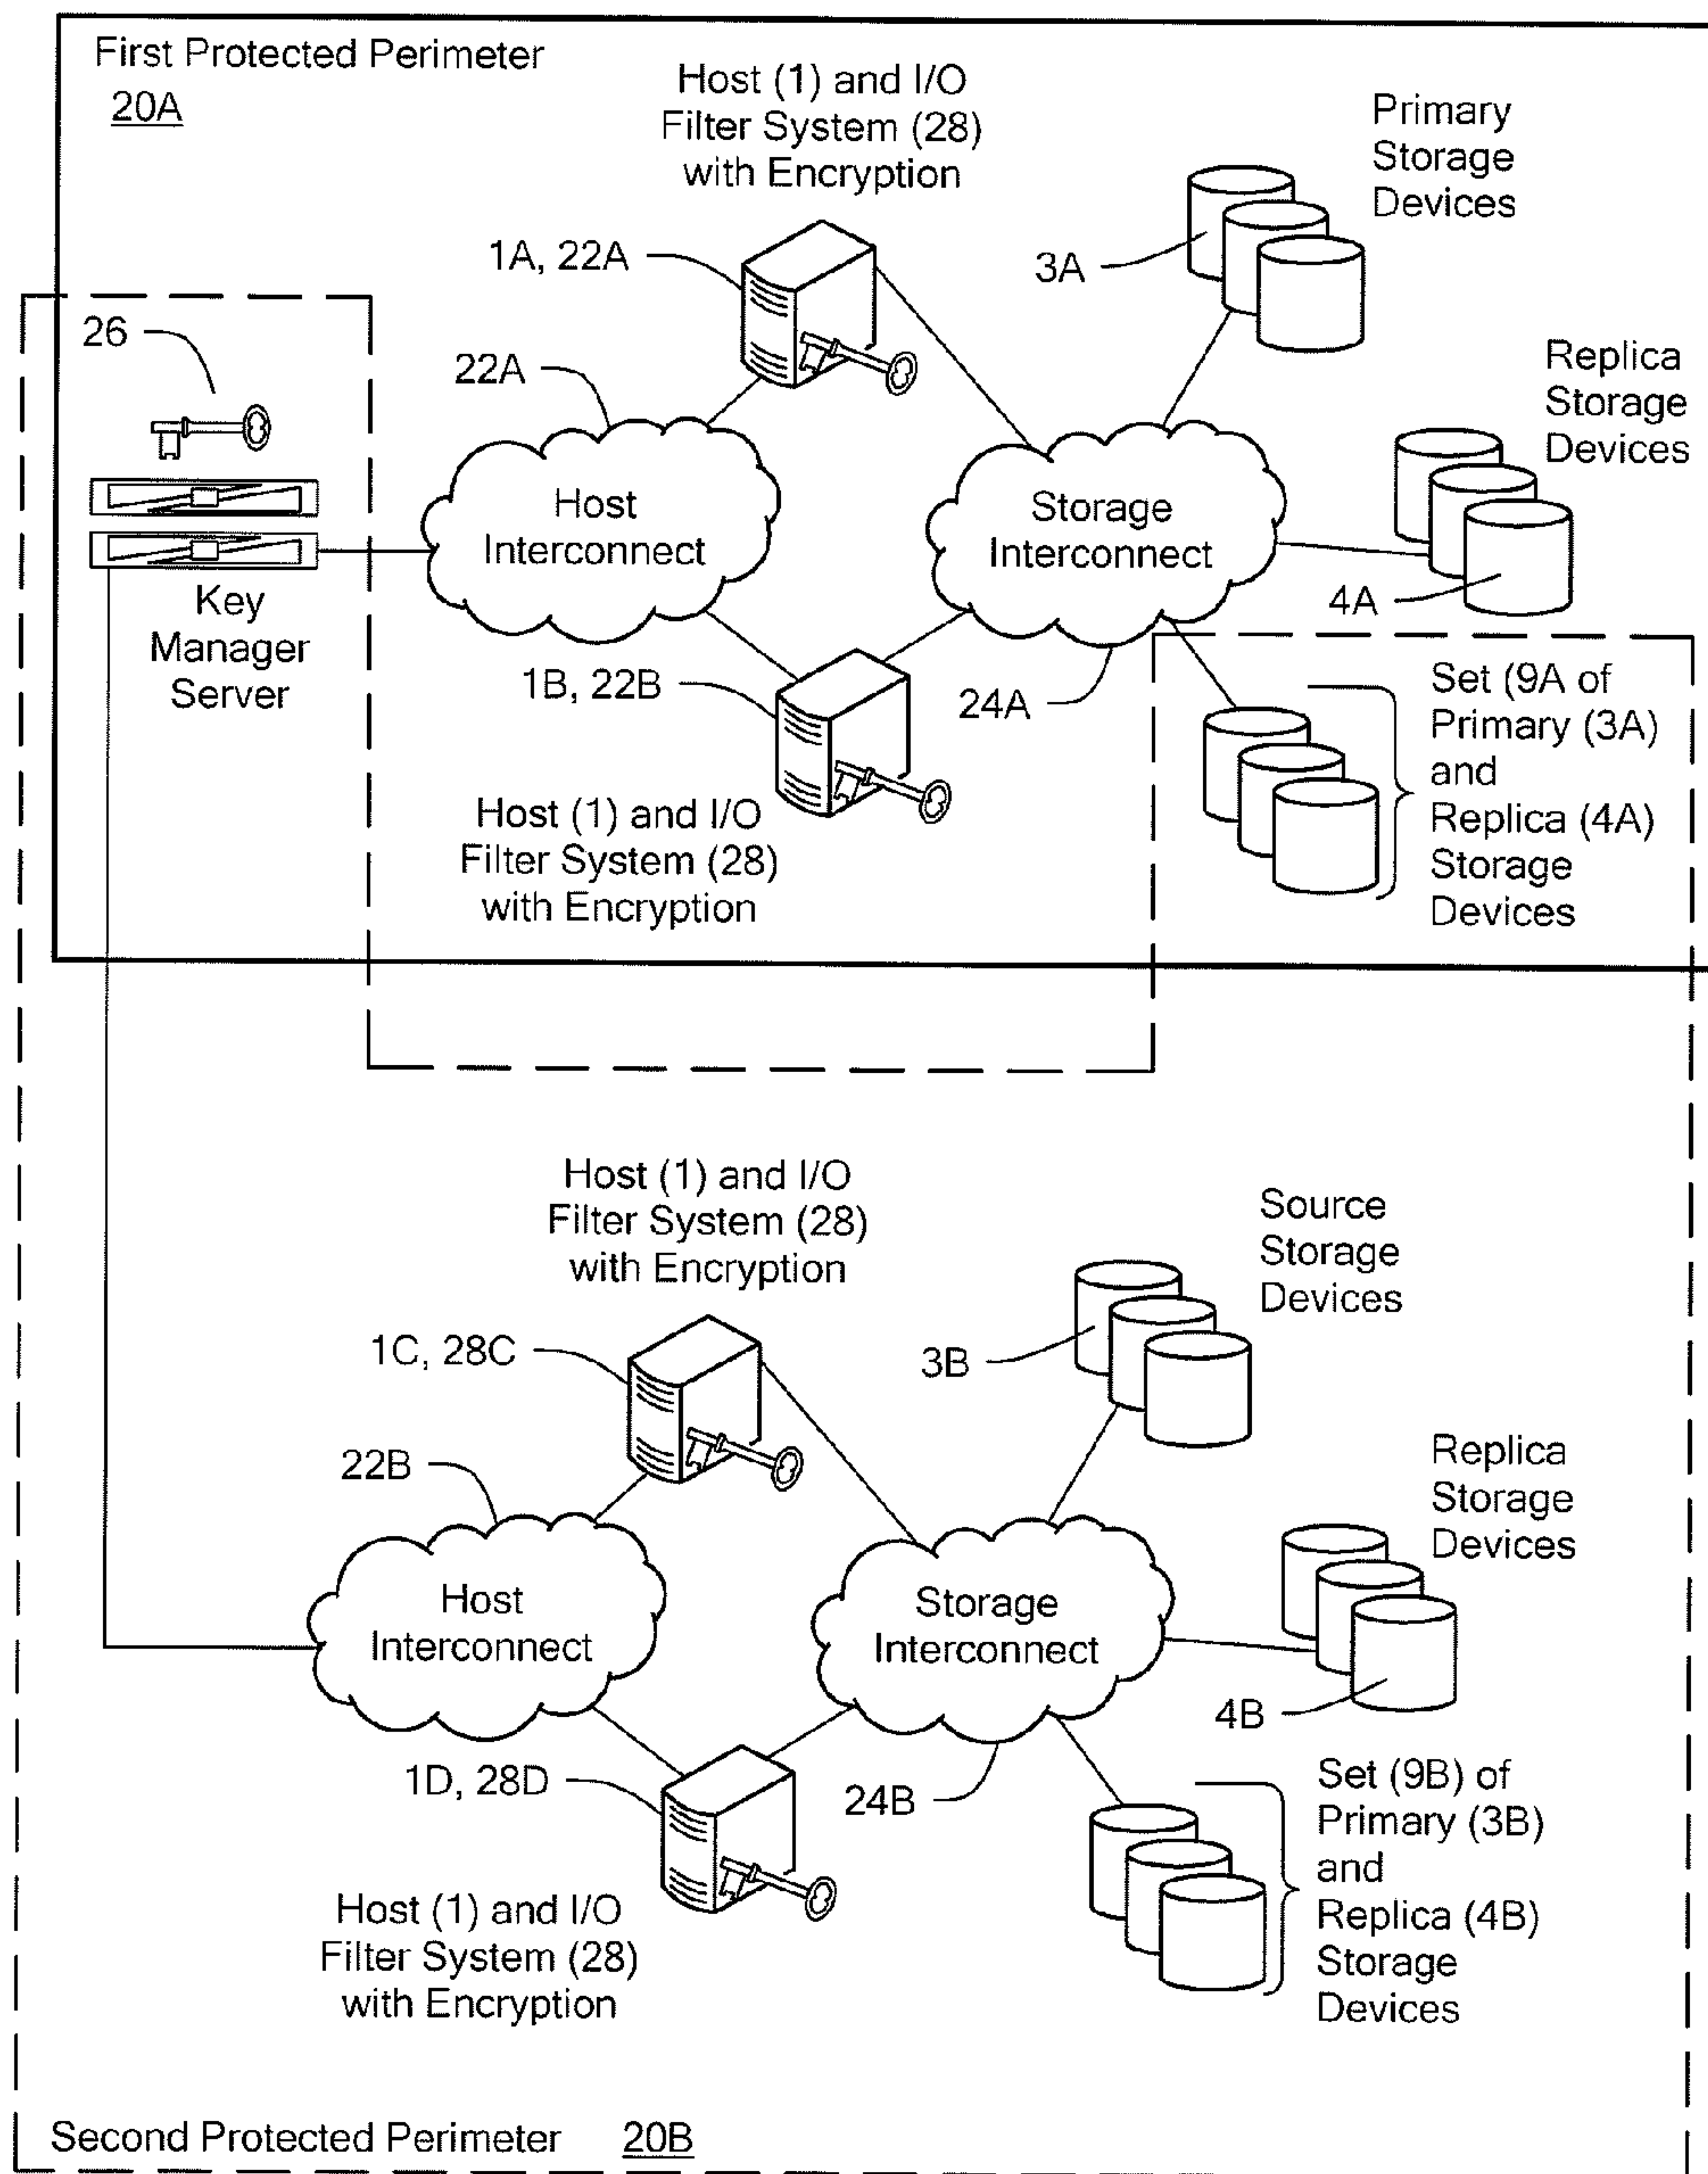 First Protected Perimeter
20A
Host (1) and I/O
Filter System (28)
with Encryption
Primary
Storage
Devices
1A, 22A
3A
26
22A
Replica
Storage
Devices
Host
Interconnect
Storage
Interconnect
4A
Key
Manager
Server
1B, 22B
24A
Set (9A of
Primary (3A)
and
Replica (4A)
Storage
Devices
Host (1) and I/O
Filter System (28)
with Encryption
Host (1) and I/O
Filter System (28)
with Encryption
Source
Storage
Devices
1C, 28C
3B
22B
Replica
Storage
Devices
Host
Interconnect
Storage
Interconnect
4B
1D, 28D
24B
Set (9B) of
Primary (3B)
and
Replica (4B)
Storage
Devices
Host (1) and I/O
Filter System (28)
with Encryption
Second Protected Perimeter 20B